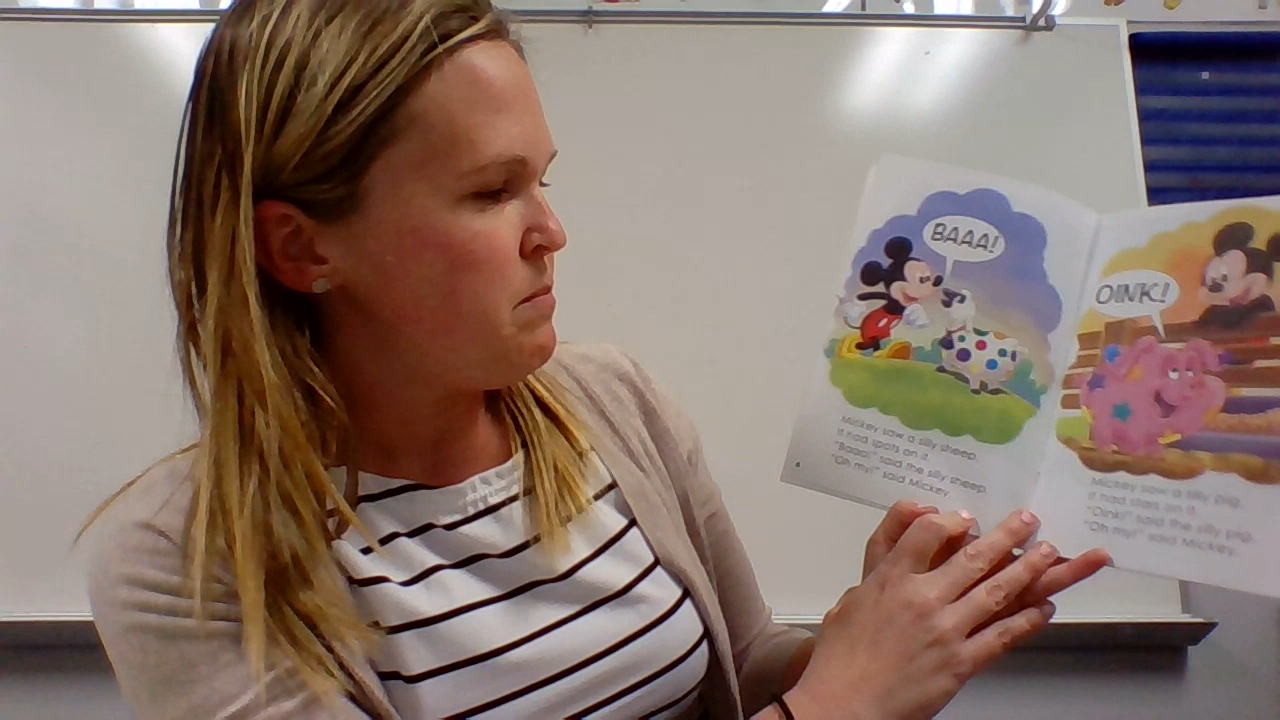 BAAA!
Mickey saw a silly sheep.
It had spots on it.
"Baaa!" said the silly sheep.
"Oh my!" said Mickey.
OINK!
Mickey saw a silly pig.
It had stars on it.
"Oink!" said the silly pig.
"Oh my!" said Mickey.